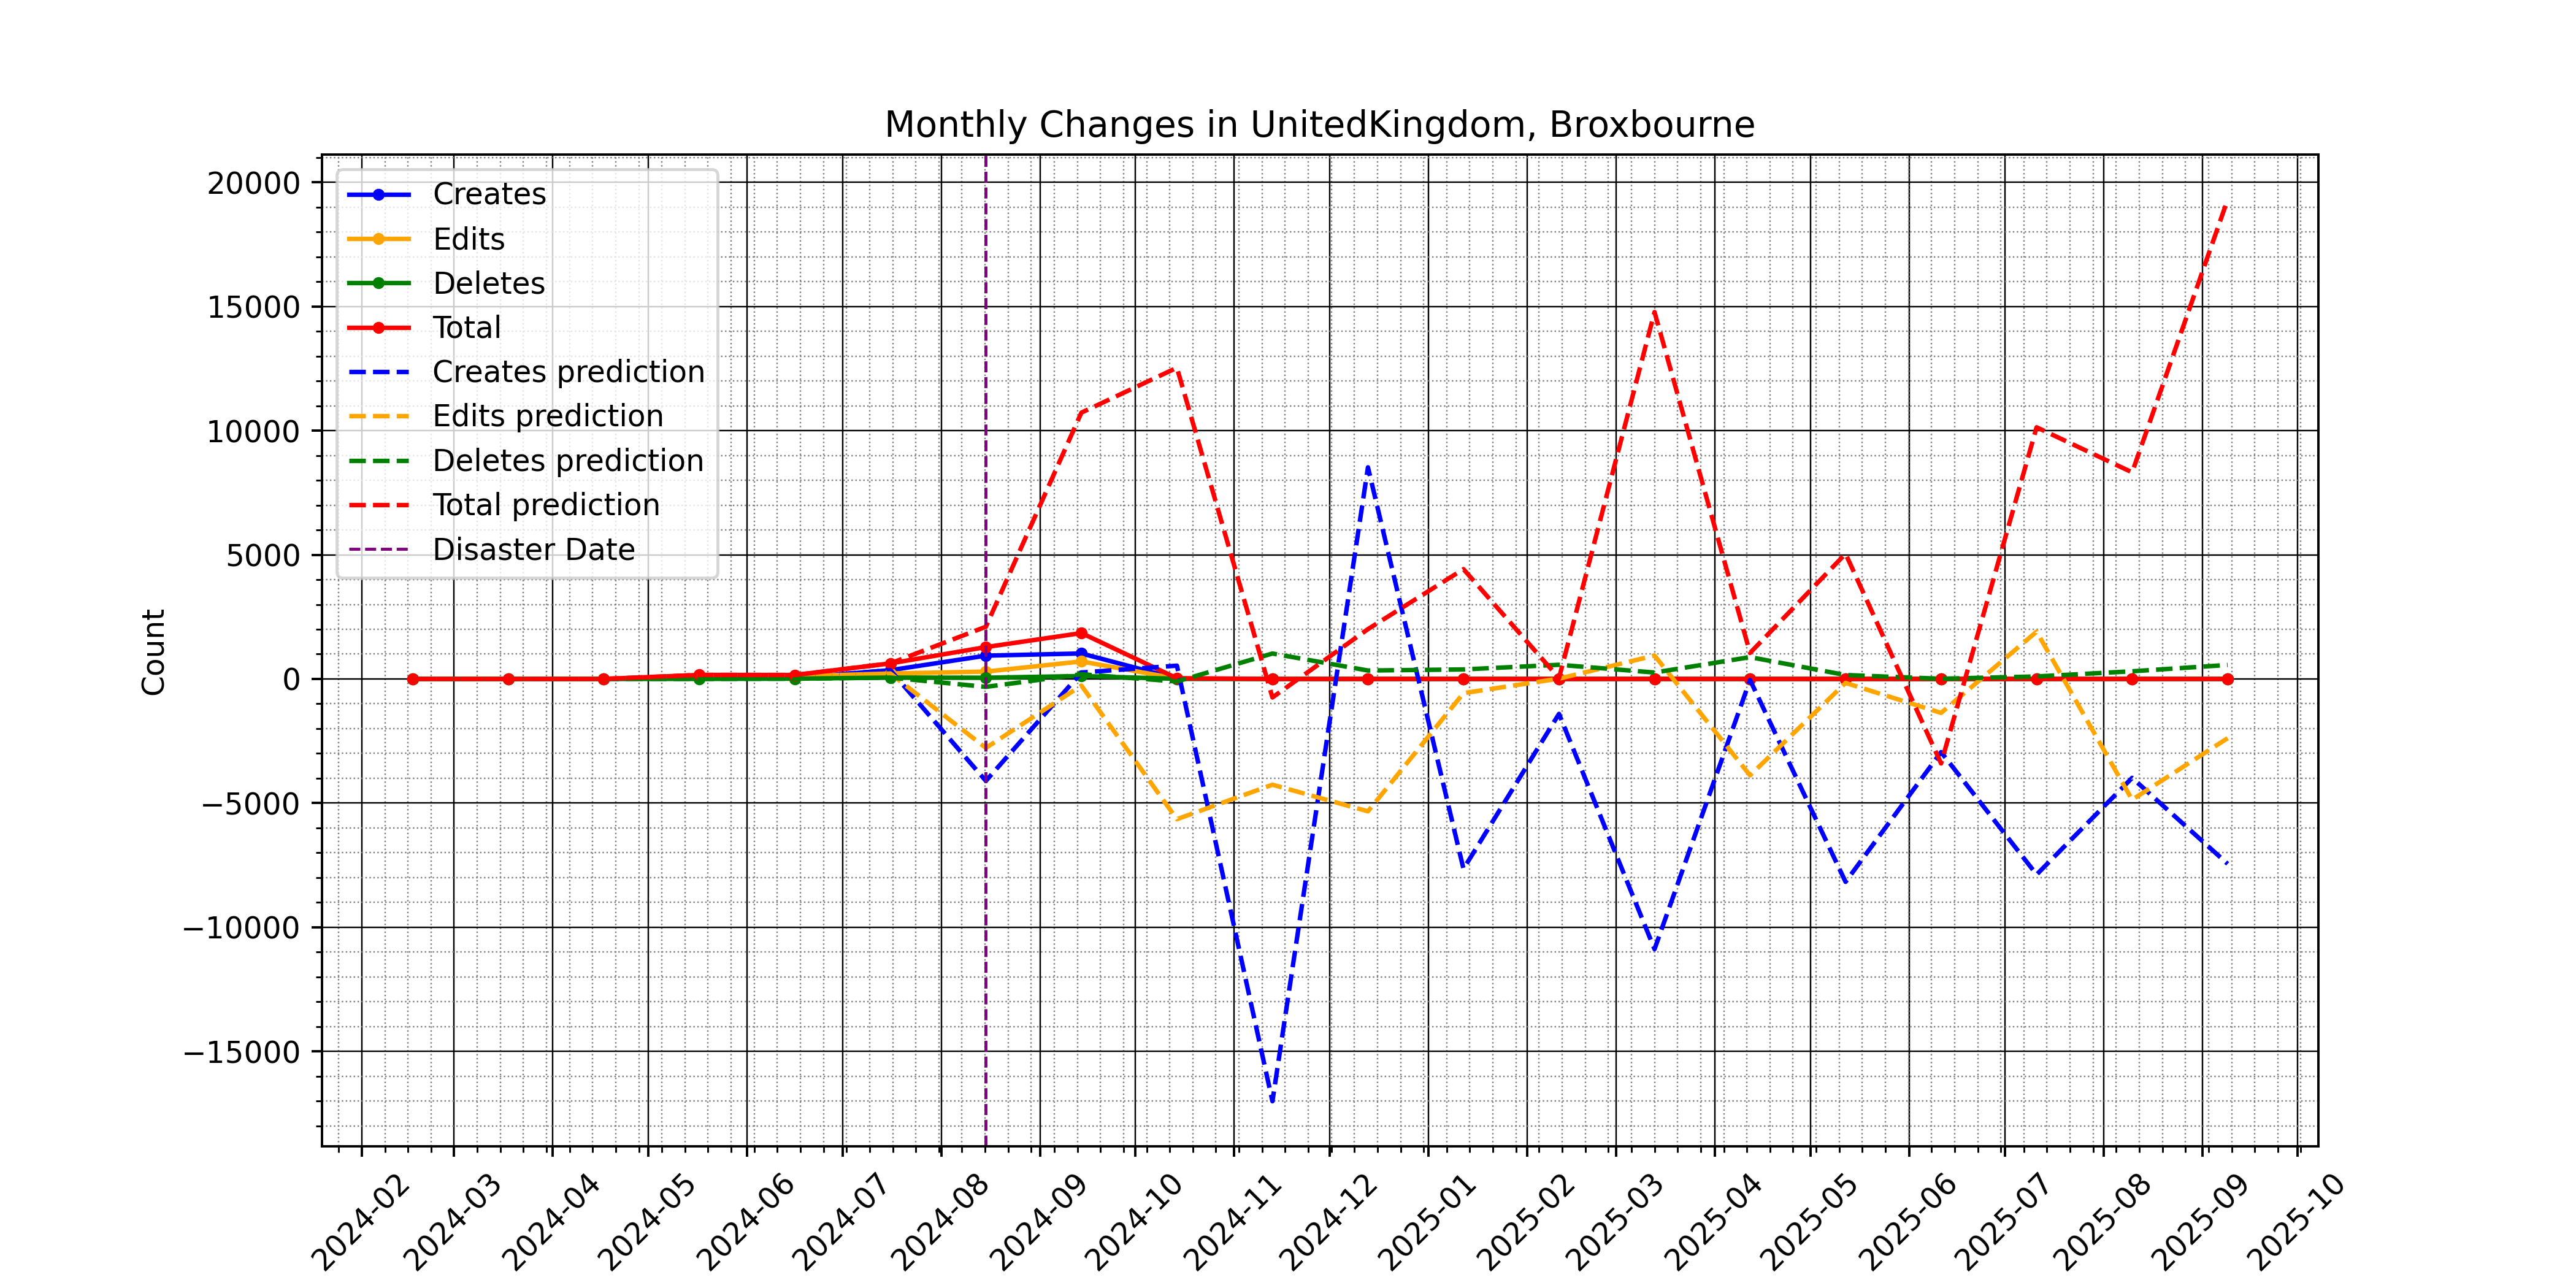 Monthly Changes in UnitedKingdom, Broxbourne
20000
15000
10000
5000
0
−5000
−10000
−15000
Count
Creates
Edits
Deletes
Total
Creates prediction
Edits prediction
Deletes prediction
Total prediction
Disaster Date
2024-02
2024-03
2024-04
2024-05
2024-06
2024-07
2024-08
2024-09
2024-10
2024-11
2024-12
2025-01
2025-02
2025-03
2025-04
2025-05
2025-06
2025-07
2025-08
2025-09
2025-10